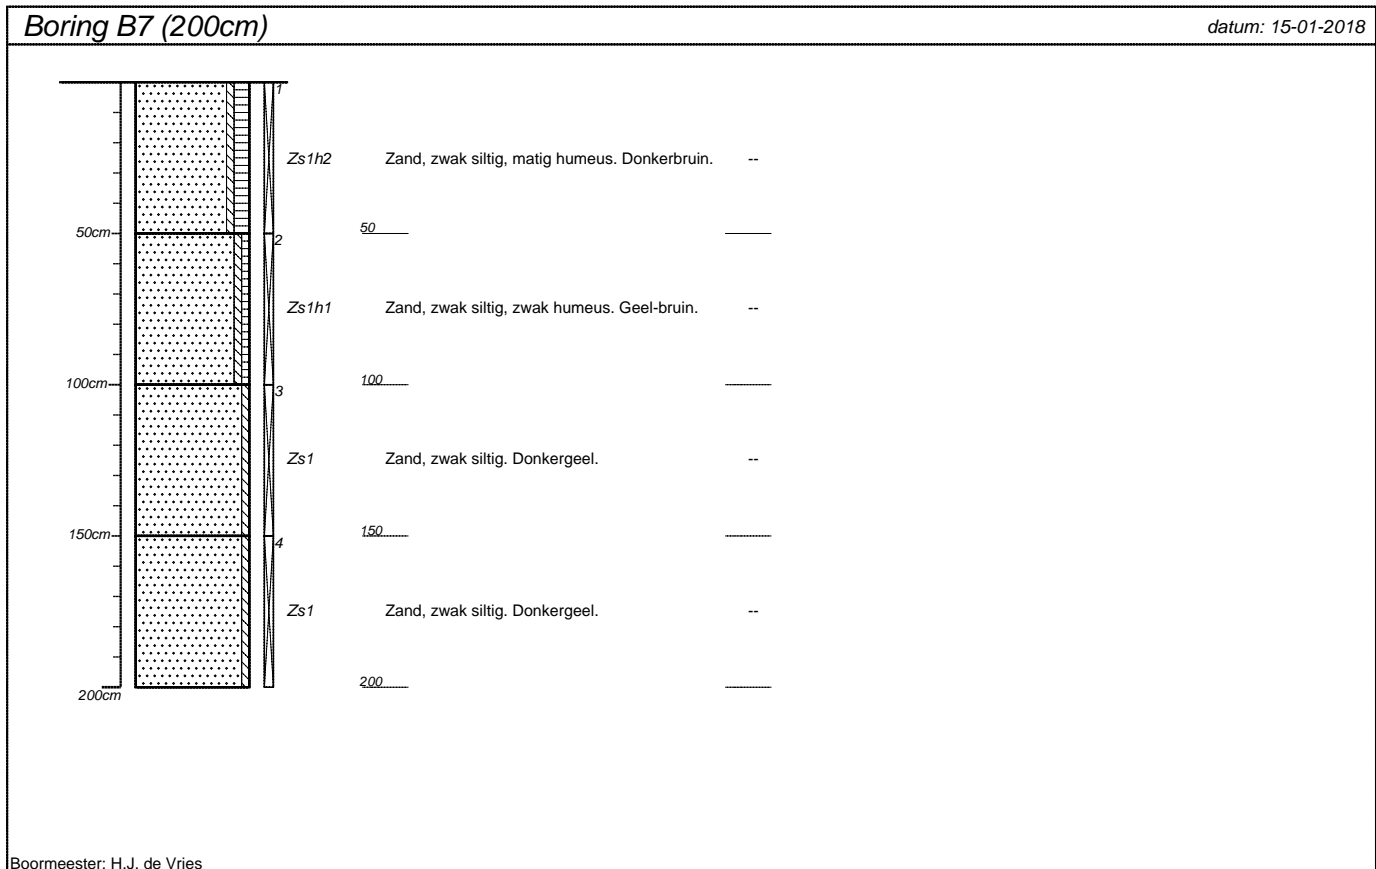 Boring B7 (200cm) datum: 15-01-2018
1
Zs1h2 Zand, zwak siltig, matig humeus. Donkerbruin. --
50cm 2 50
Zs1h1 Zand, zwak siltig, zwak humeus. Geel-bruin. --
100cm 3 100
Zs1 Zand, zwak siltig. Donkergeel. --
150cm 4 150
Zs1 Zand, zwak siltig. Donkergeel. --
200cm 200
Boormeester: H.J. de Vries